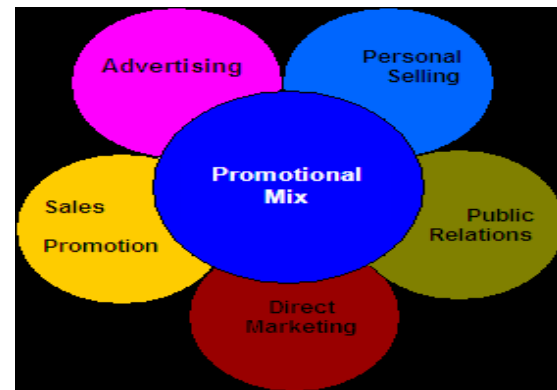 Advertising
Personal
Selling
Promotional
Mix
Sales
Promotion
Public
Relations
Direct
Marketing